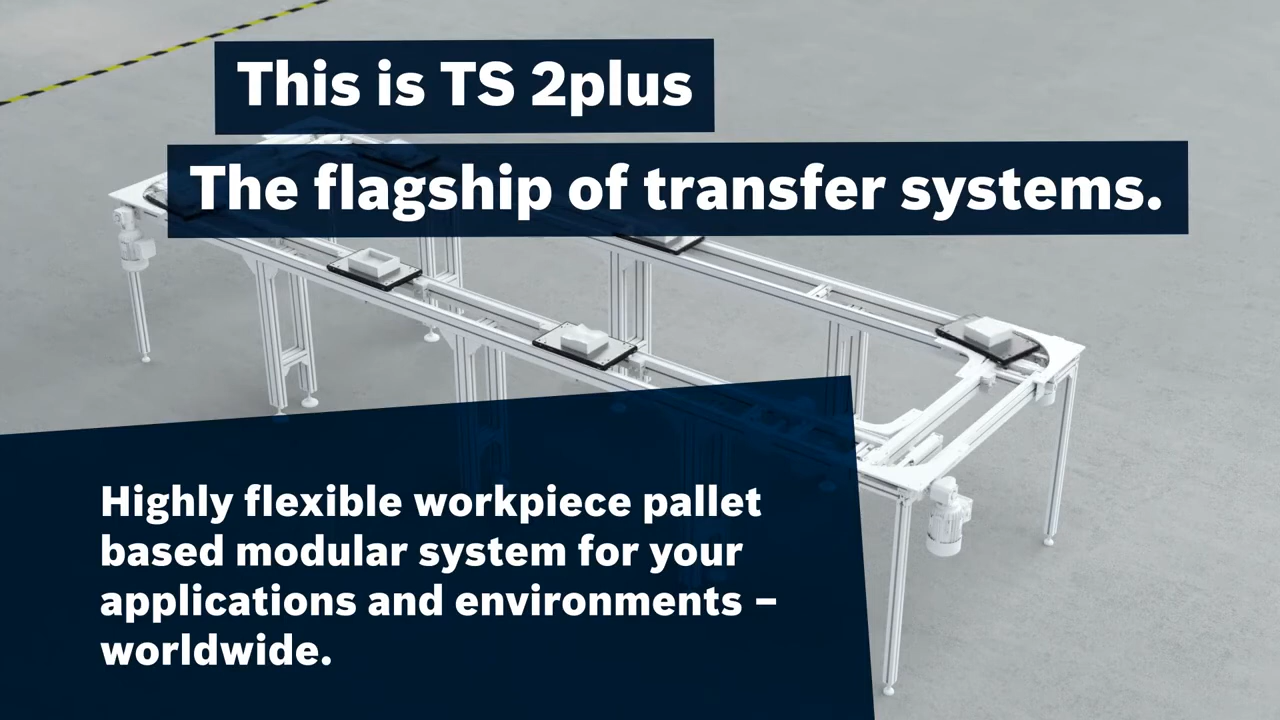 This is TS 2plus
The flagship of transfer systems.
Highly flexible workpiece pallet
based modular system for your
applications and environments –
worldwide.